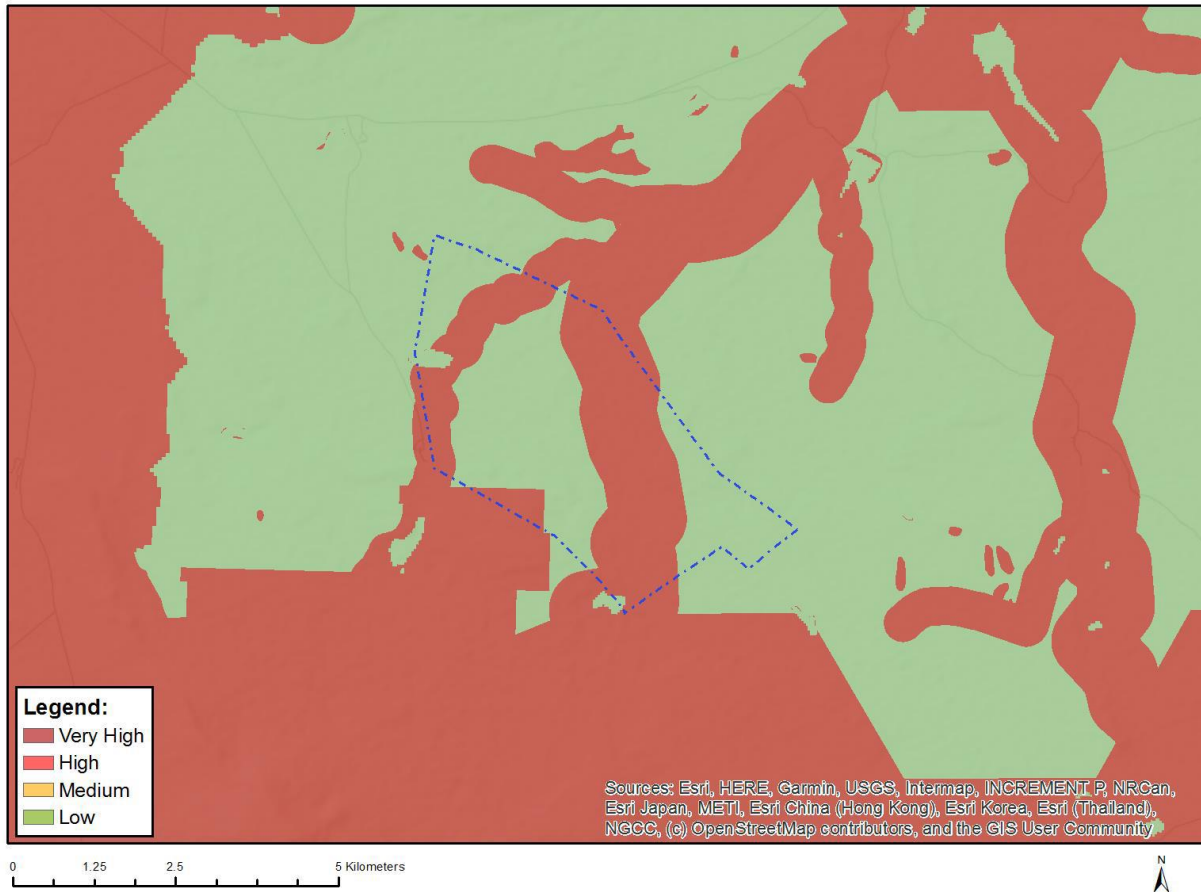 Legend:
Very High
High
Medium
Low
Sources: Esri, HERE, Garmin, USGS, Intermap, INCREMENT P, NRCan,
Esri Japan, METI, Esri China (Hong Kong), Esri Korea, Esri (Thailand),
NGCC, (c) OpenStreetMap contributors, and the GIS User Community
0 1.25 2.5 5 Kilometers
N